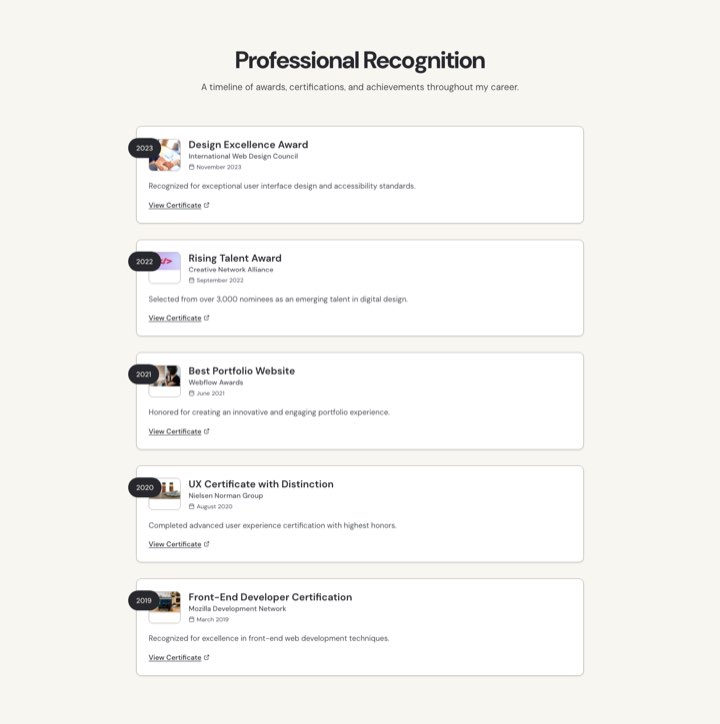 Professional Recognition
A timeline of awards, certifications, and achievements throughout my career.
2023
Design Excellence Award
International Web Design Council
November 2023
Recognized for exceptional user interface design and accessibility standards.
View Certificate
2022
Rising Talent Award
Creative Network Alliance
September 2022
Selected from over 3,000 nominees as an emerging talent in digital design.
View Certificate
2021
Best Portfolio Website
Webflow Awards
June 2021
Honored for creating an innovative and engaging portfolio experience.
View Certificate
2020
UX Certificate with Distinction
Nielsen Norman Group
August 2020
Completed advanced user experience certification with highest honors.
View Certificate
2019
Front-End Developer Certification
Mozilla Development Network
March 2019
Recognized for excellence in front-end web development techniques.
View Certificate